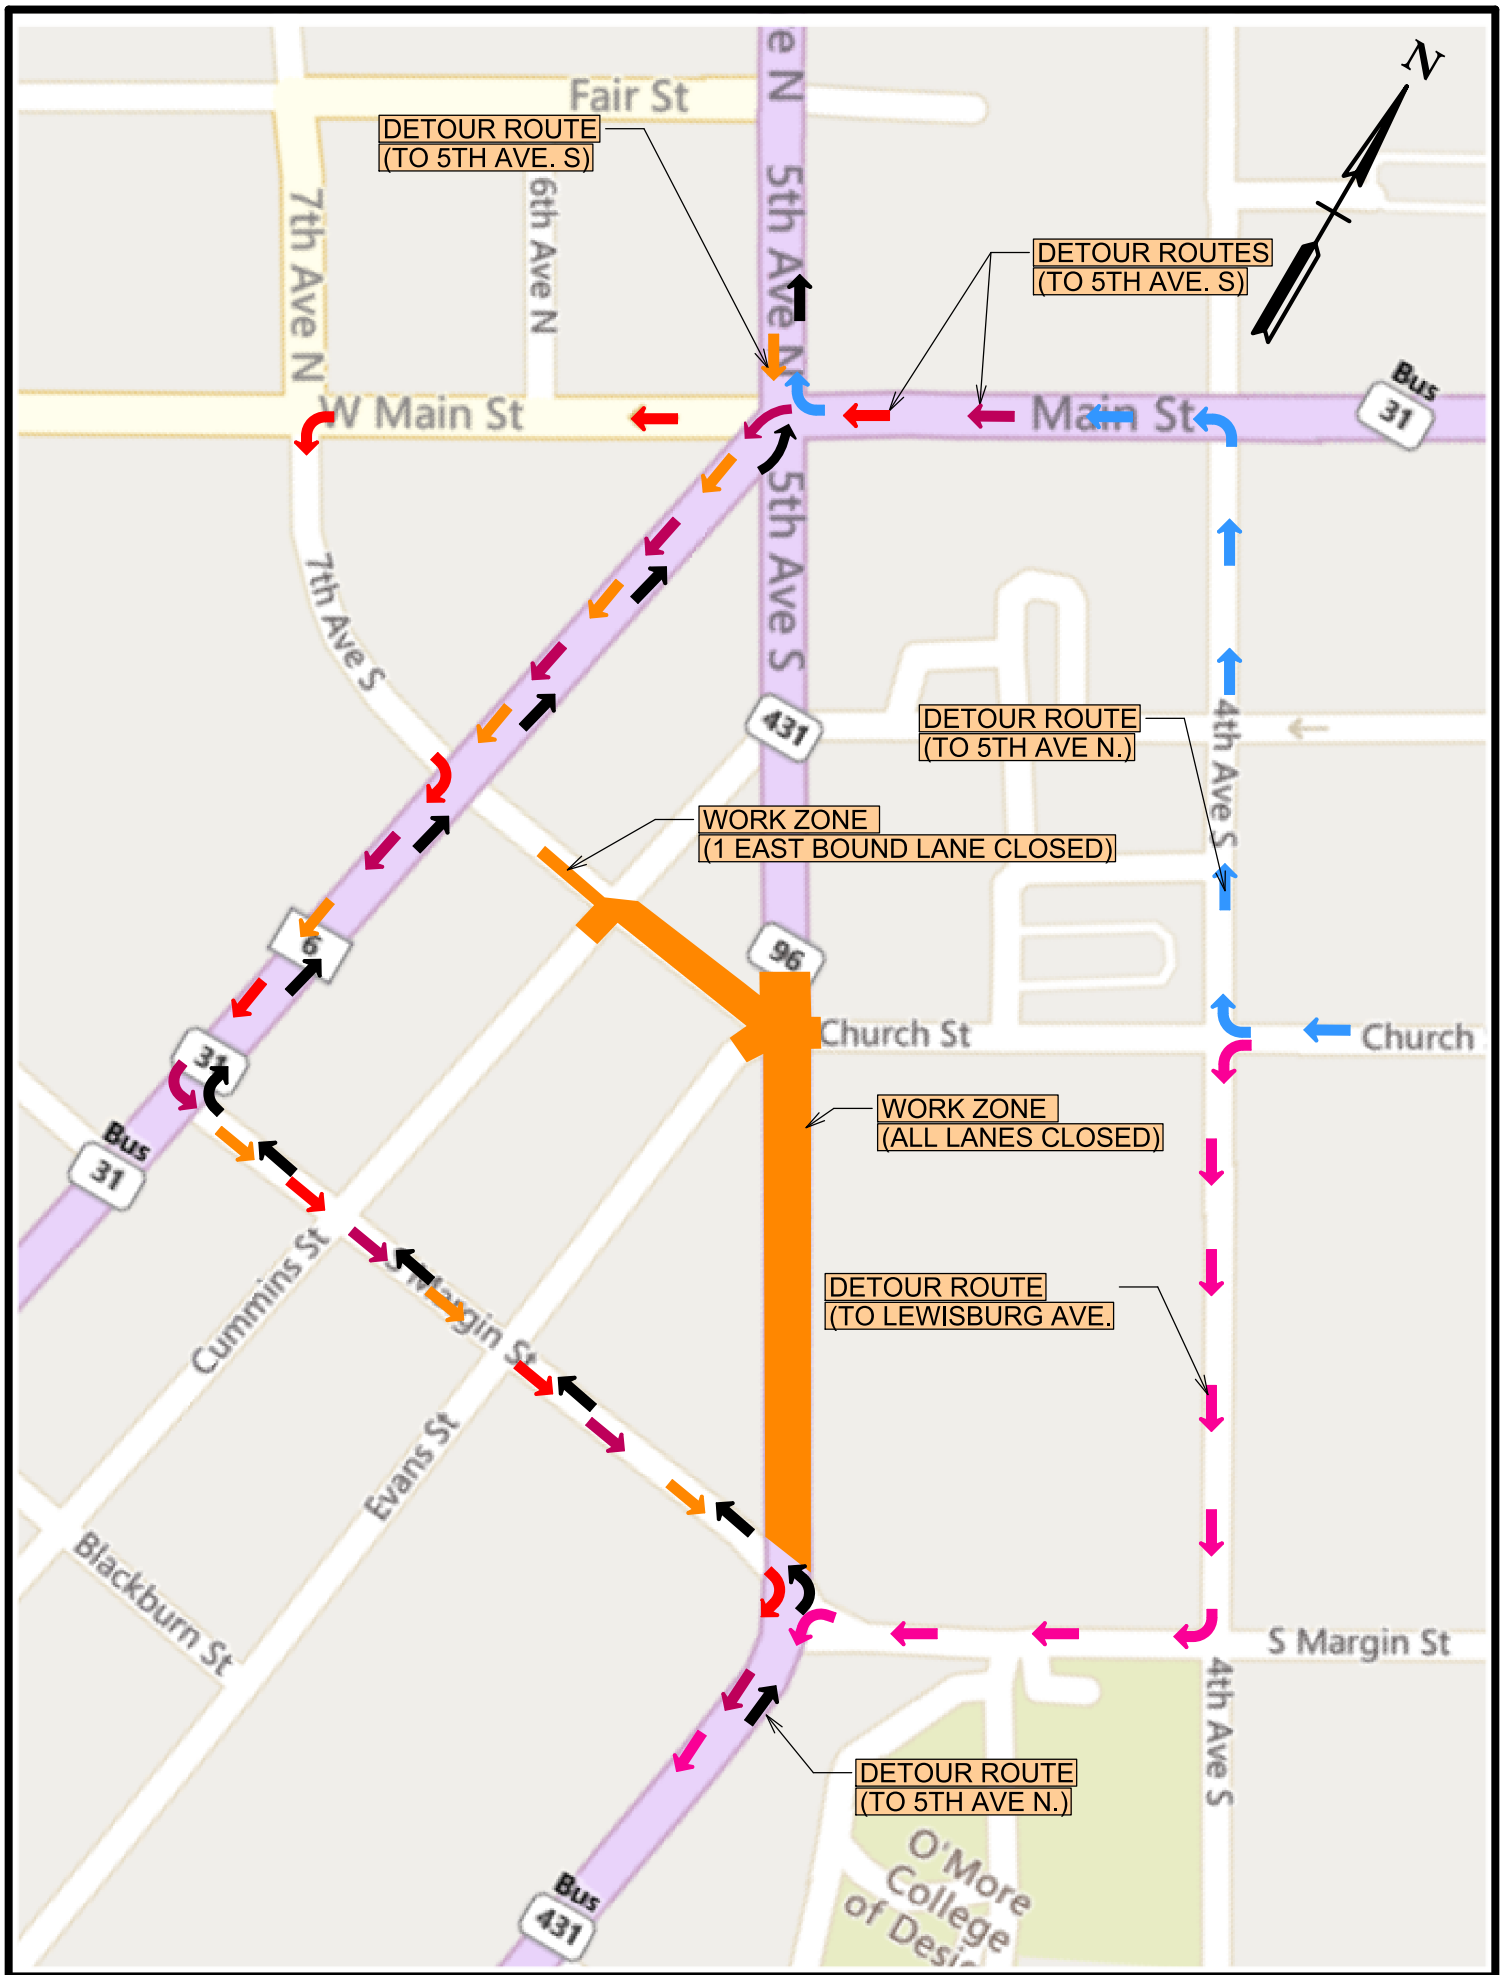 e N
N
Fair St
DETOUR ROUTE
(TO 5TH AVE. S)
7th Ave N
6th Ave N
5th Ave N
DETOUR ROUTES
(TO 5TH AVE. S)
W Main St
Main St
Bus
31
5th Ave S
7th Ave S
431
DETOUR ROUTE
(TO 5TH AVE N.)
4th Ave S
WORK ZONE
(1 EAST BOUND LANE CLOSED)
6
96
Church St
Church
31
Bus
31
WORK ZONE
(ALL LANES CLOSED)
Cummins St
S Margin St
DETOUR ROUTE
(TO LEWISBURG AVE.
Evans St
Blackburn St
S Margin St
4th Ave S
DETOUR ROUTE
(TO 5TH AVE N.)
O'More
College
of Desi
Bus
431